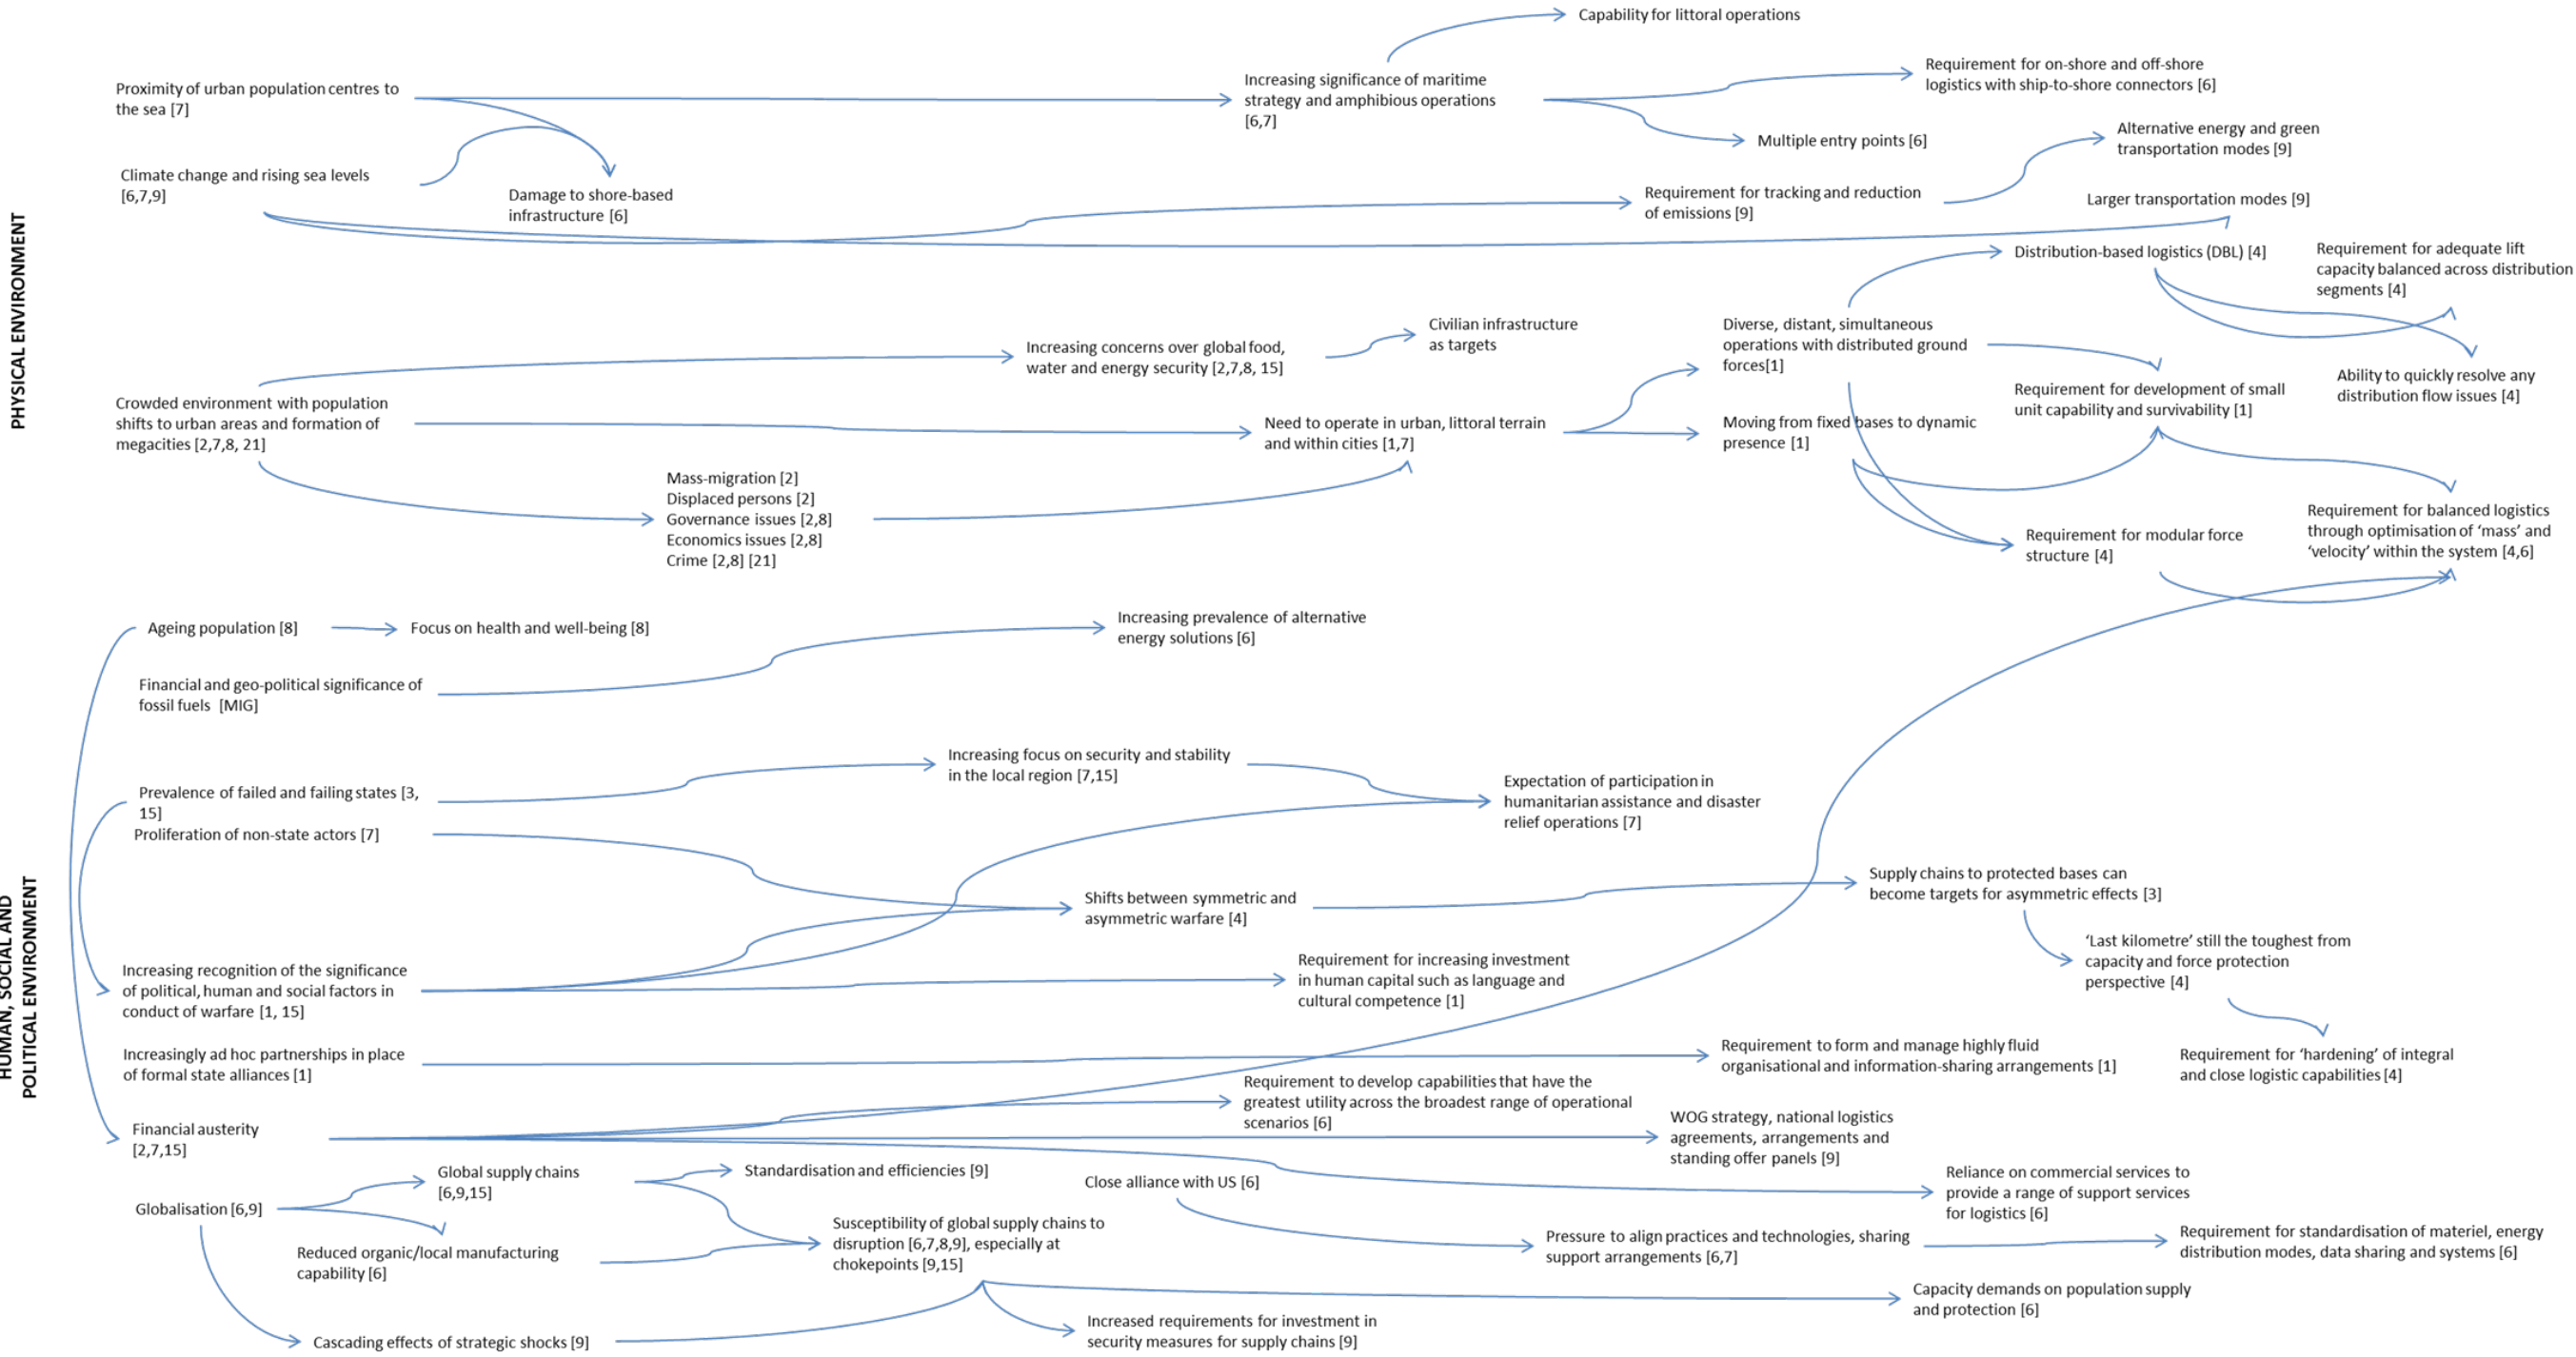 PHYSICAL ENVIRONMENT
Capability for littoral operations
Proximity of urban population centres to
the sea [7]
Increasing significance of maritime
strategy and amphibious operations
[6,7]
Requirement for on-shore and off-shore
logistics with ship-to-shore connectors [6]
Multiple entry points [6]
Alternative energy and green
transportation modes [9]
Climate change and rising sea levels
[6,7,9]
Damage to shore-based
infrastructure [6]
Requirement for tracking and reduction
of emissions [9]
Larger transportation modes [9]
Distribution-based logistics (DBL) [4]
Requirement for adequate lift
capacity balanced across distribution
segments [4]
Increasing concerns over global food,
water and energy security [2,7,8, 15]
Civilian infrastructure
as targets
Diverse, distant, simultaneous
operations with distributed ground
forces[1]
Requirement for development of small
unit capability and survivability [1]
Ability to quickly resolve any
distribution flow issues [4]
Crowded environment with population
shifts to urban areas and formation of
megacities [2,7,8, 21]
Need to operate in urban, littoral terrain
and within cities [1,7]
Moving from fixed bases to dynamic
presence [1]
Mass-migration [2]
Displaced persons [2]
Governance issues [2,8]
Economics issues [2,8]
Crime [2,8] [21]
Requirement for modular force
structure [4]
Requirement for balanced logistics
through optimisation of ‘mass’ and
‘velocity’ within the system [4,6]
HUMAN, SOCIAL AND
POLITICAL ENVIRONMENT
Ageing population [8]
Focus on health and well-being [8]
Increasing prevalence of alternative
energy solutions [6]
Financial and geo-political significance of
fossil fuels [MIG]
Increasing focus on security and stability
in the local region [7,15]
Prevalence of failed and failing states [3,
15]
Proliferation of non-state actors [7]
Expectation of participation in
humanitarian assistance and disaster
relief operations [7]
Shifts between symmetric and
asymmetric warfare [4]
Supply chains to protected bases can
become targets for asymmetric effects [3]
‘Last kilometre’ still the toughest from
capacity and force protection
perspective [4]
Increasing recognition of the significance
of political, human and social factors in
conduct of warfare [1, 15]
Requirement for increasing investment
in human capital such as language and
cultural competence [1]
Increasingly ad hoc partnerships in place
of formal state alliances [1]
Requirement to form and manage highly fluid
organisational and information-sharing arrangements [1]
Requirement for ‘hardening’ of integral
and close logistic capabilities [4]
Requirement to develop capabilities that have the
greatest utility across the broadest range of operational
scenarios [6]
Financial austerity
[2,7,15]
WOG strategy, national logistics
agreements, arrangements and
standing offer panels [9]
Global supply chains
[6,9,15]
Standardisation and efficiencies [9]
Close alliance with US [6]
Reliance on commercial services to
provide a range of support services
for logistics [6]
Globalisation [6,9]
Reduced organic/local manufacturing
capability [6]
Susceptibility of global supply chains to
disruption [6,7,8,9], especially at
chokepoints [9,15]
Pressure to align practices and technologies, sharing
support arrangements [6,7]
Requirement for standardisation of materiel, energy
distribution modes, data sharing and systems [6]
Capacity demands on population supply
and protection [6]
Cascading effects of strategic shocks [9]
Increased requirements for investment in
security measures for supply chains [9]